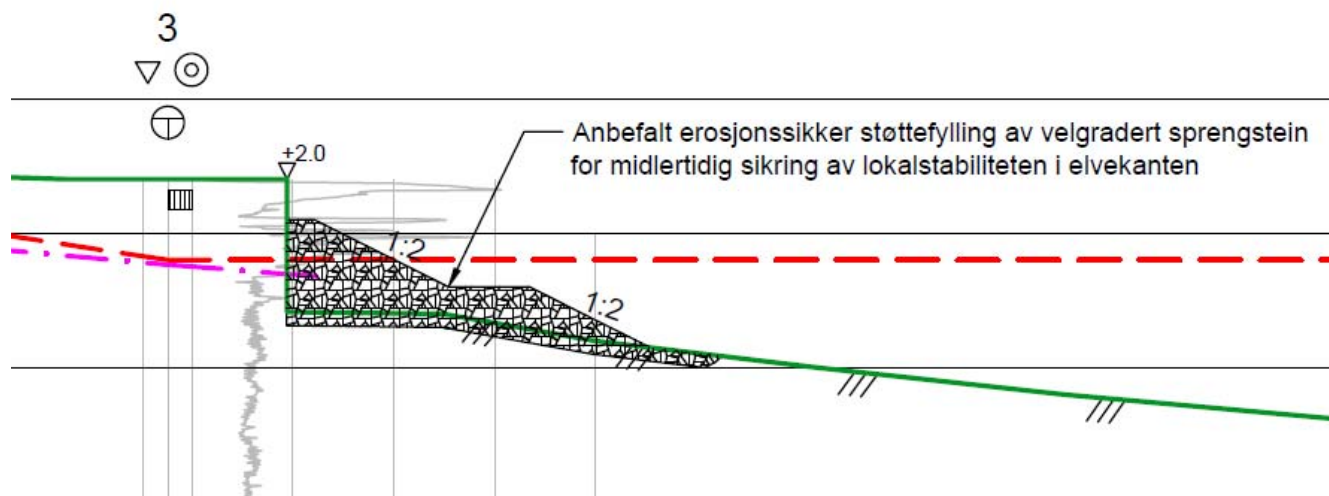 3
+2.0
Anbefalt erosjonssikker støttefylling av velgradert sprengstein
for midlertidig sikring av lokalstabiliteten i elvekanten
1:2
1:2